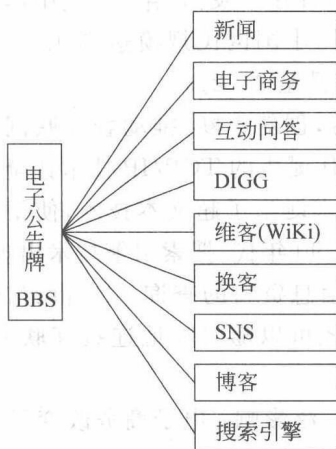 电子公告牌
BBS
新闻
电子商务
互动问答
DIGG
维客(WiKi)
换客
SNS
博客
搜索引擎